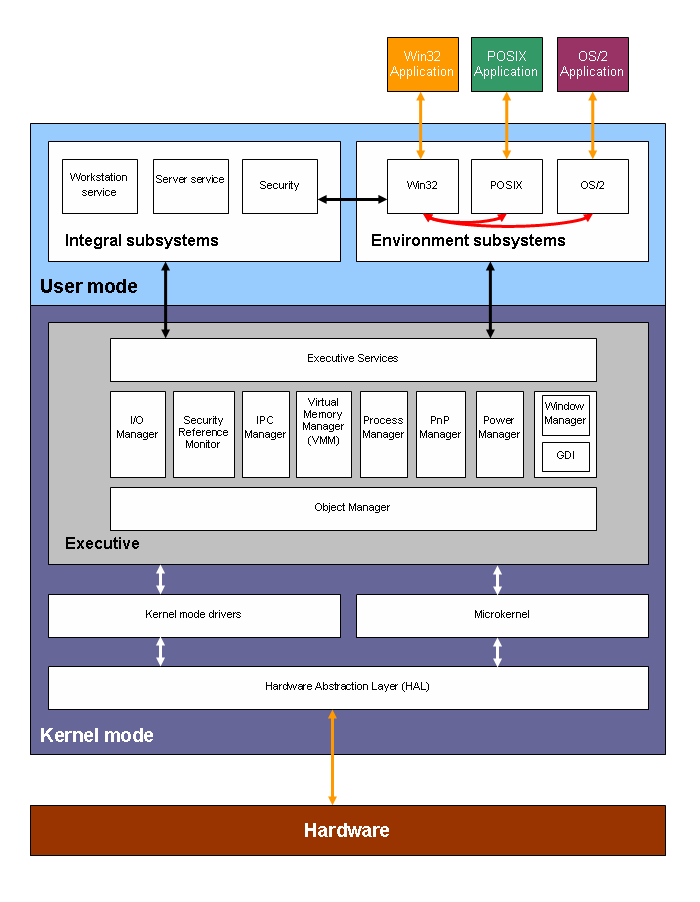 Win32
Application
POSIX
Application
OS/2
Application
Workstation
service
Server service
Security
Win32
POSIX
OS/2
Integral subsystems
Environment subsystems
User mode
Executive Services
I/O
Manager
Security
Reference
Monitor
IPC
Manager
Virtual
Memory
Manager
(VMM)
Process
Manager
PnP
Manager
Power
Manager
Window
Manager
GDI
Object Manager
Executive
Kernel mode drivers
Microkernel
Hardware Abstraction Layer (HAL)
Kernel mode
Hardware